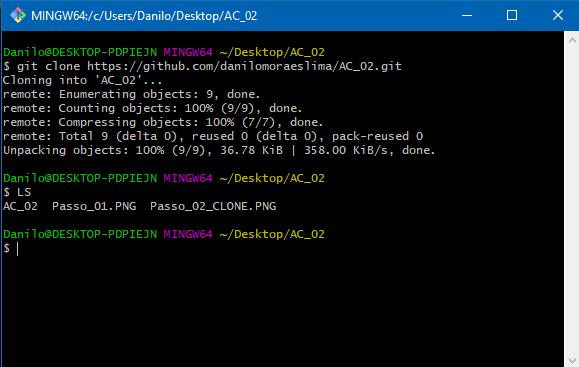 MINGW64:/c/Users/Danilo/Desktop/AC_02
Danilo@DESKTOP-PDPIEJN MINGW64 ~/Desktop/AC_02
$ git clone https://github.com/danilomoraeslima/AC_02.git
Cloning into 'AC_02'...
remote: Enumerating objects: 9, done.
remote: Counting objects: 100% (9/9), done.
remote: Compressing objects: 100% (7/7), done.
remote: Total 9 (delta 0), reused 0 (delta 0), pack-reused 0
Unpacking objects: 100% (9/9), 36.78 KiB | 358.00 KiB/s, done.
Danilo@DESKTOP-PDPIEJN MINGW64 ~/Desktop/AC_02
$ LS
AC_02  Passo_01.PNG  Passo_02_CLONE.PNG
Danilo@DESKTOP-PDPIEJN MINGW64 ~/Desktop/AC_02
$